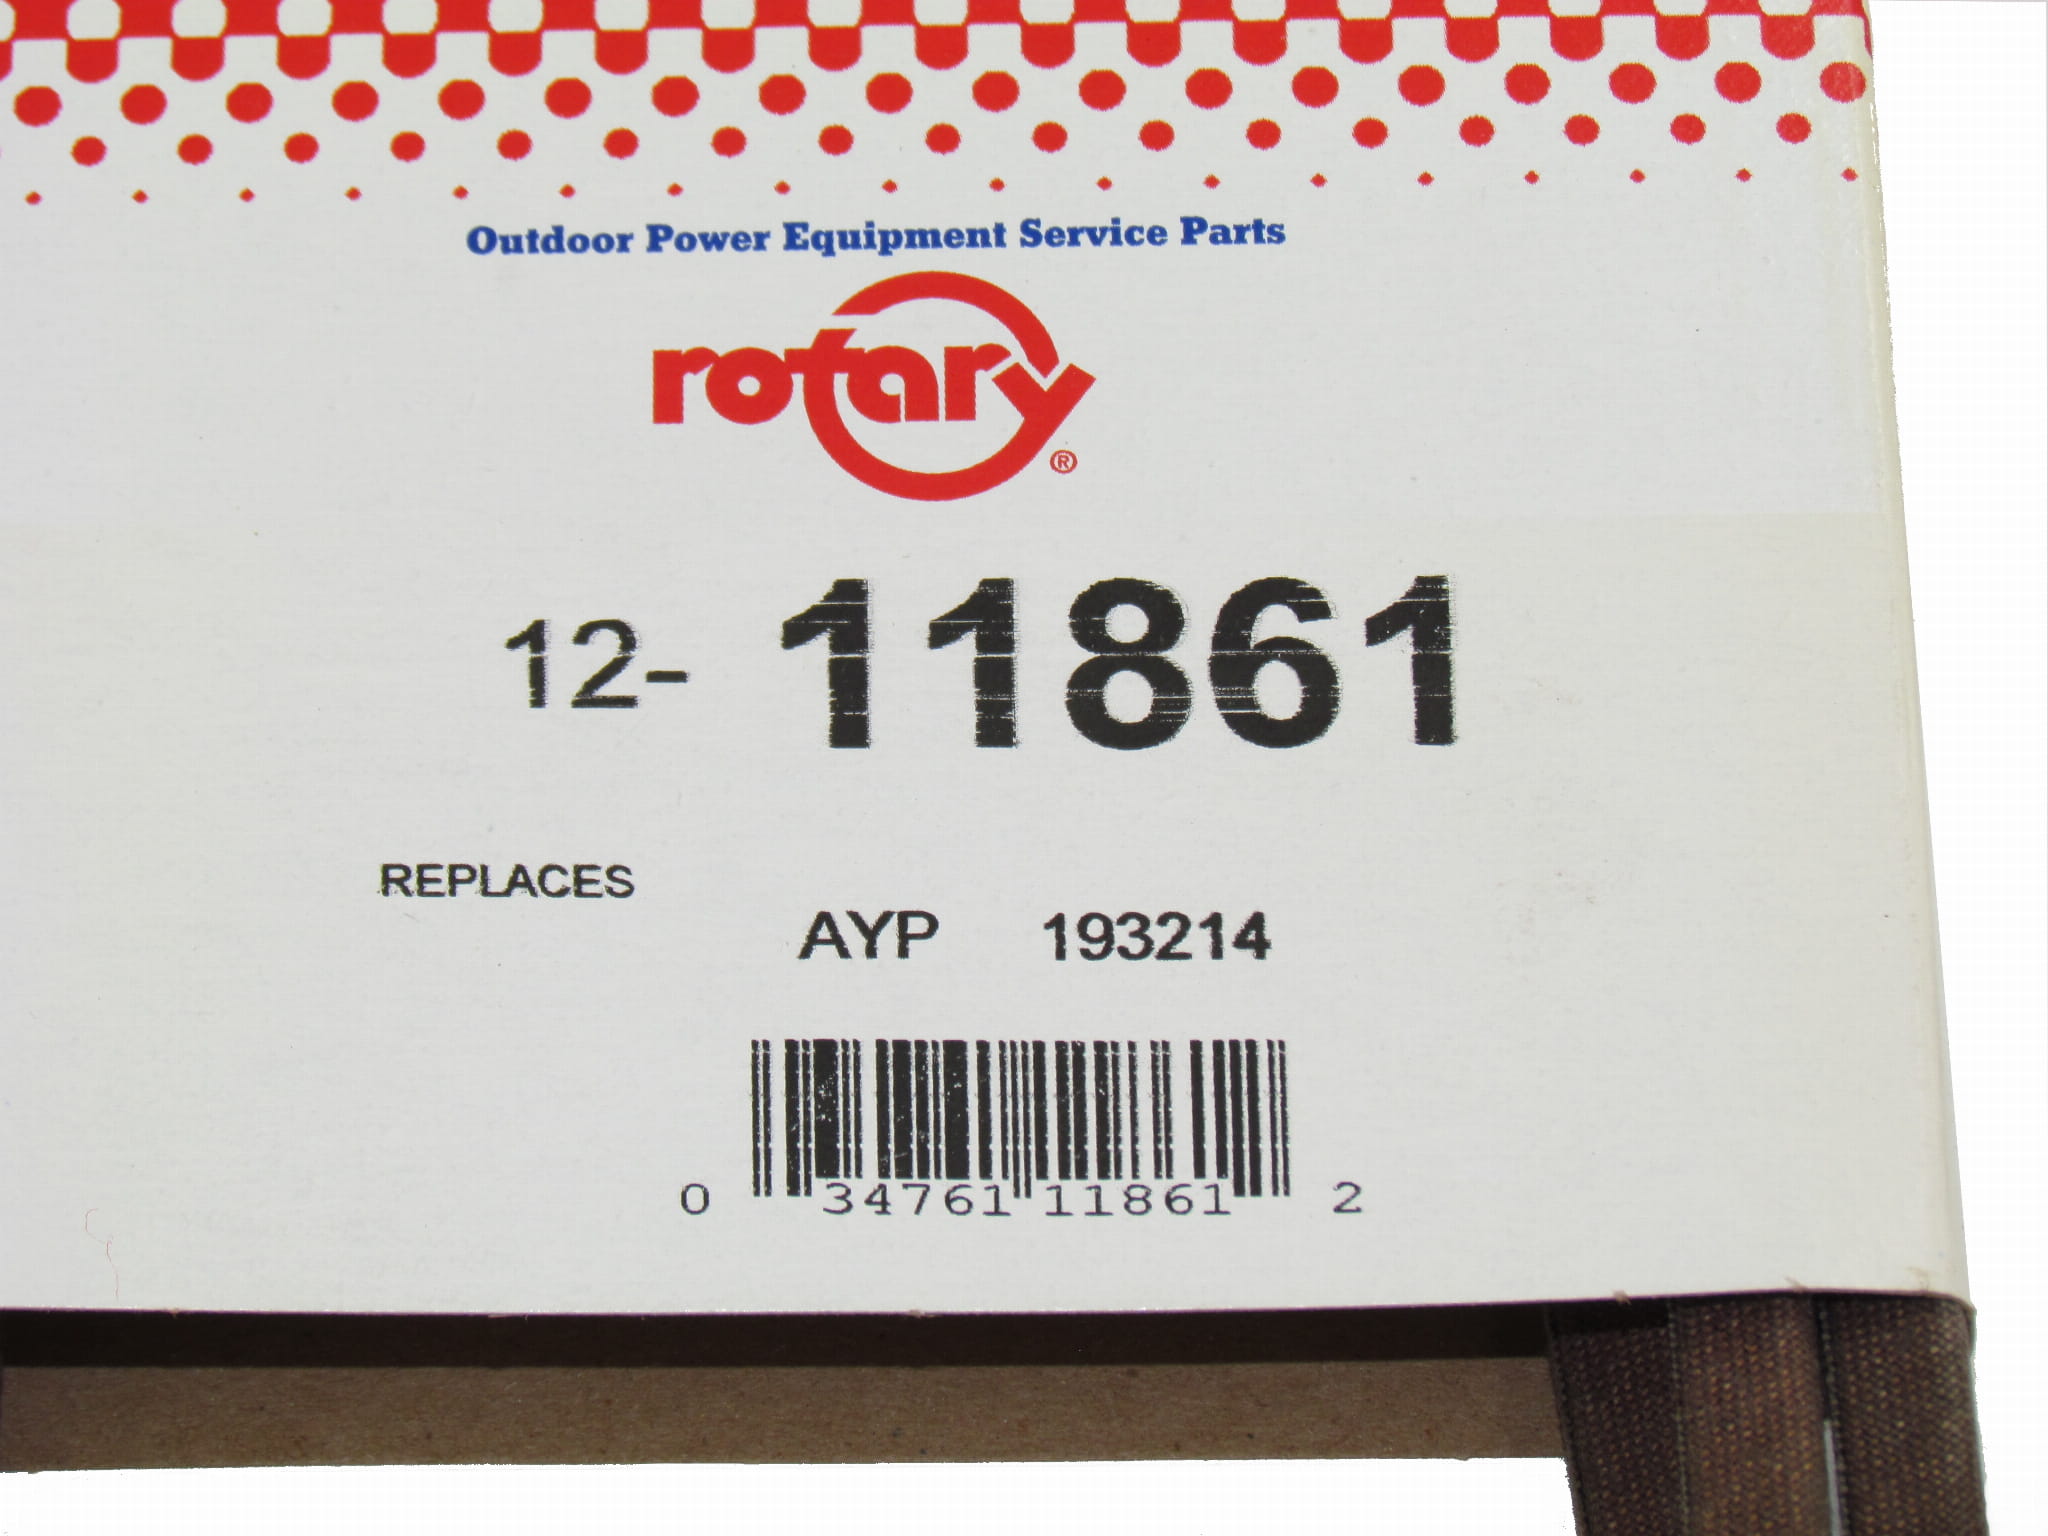 Outdoor Power Equipment Service Parts
rotary®
12- 11861
REPLACES
AYP 193214
0 34761 11861 2